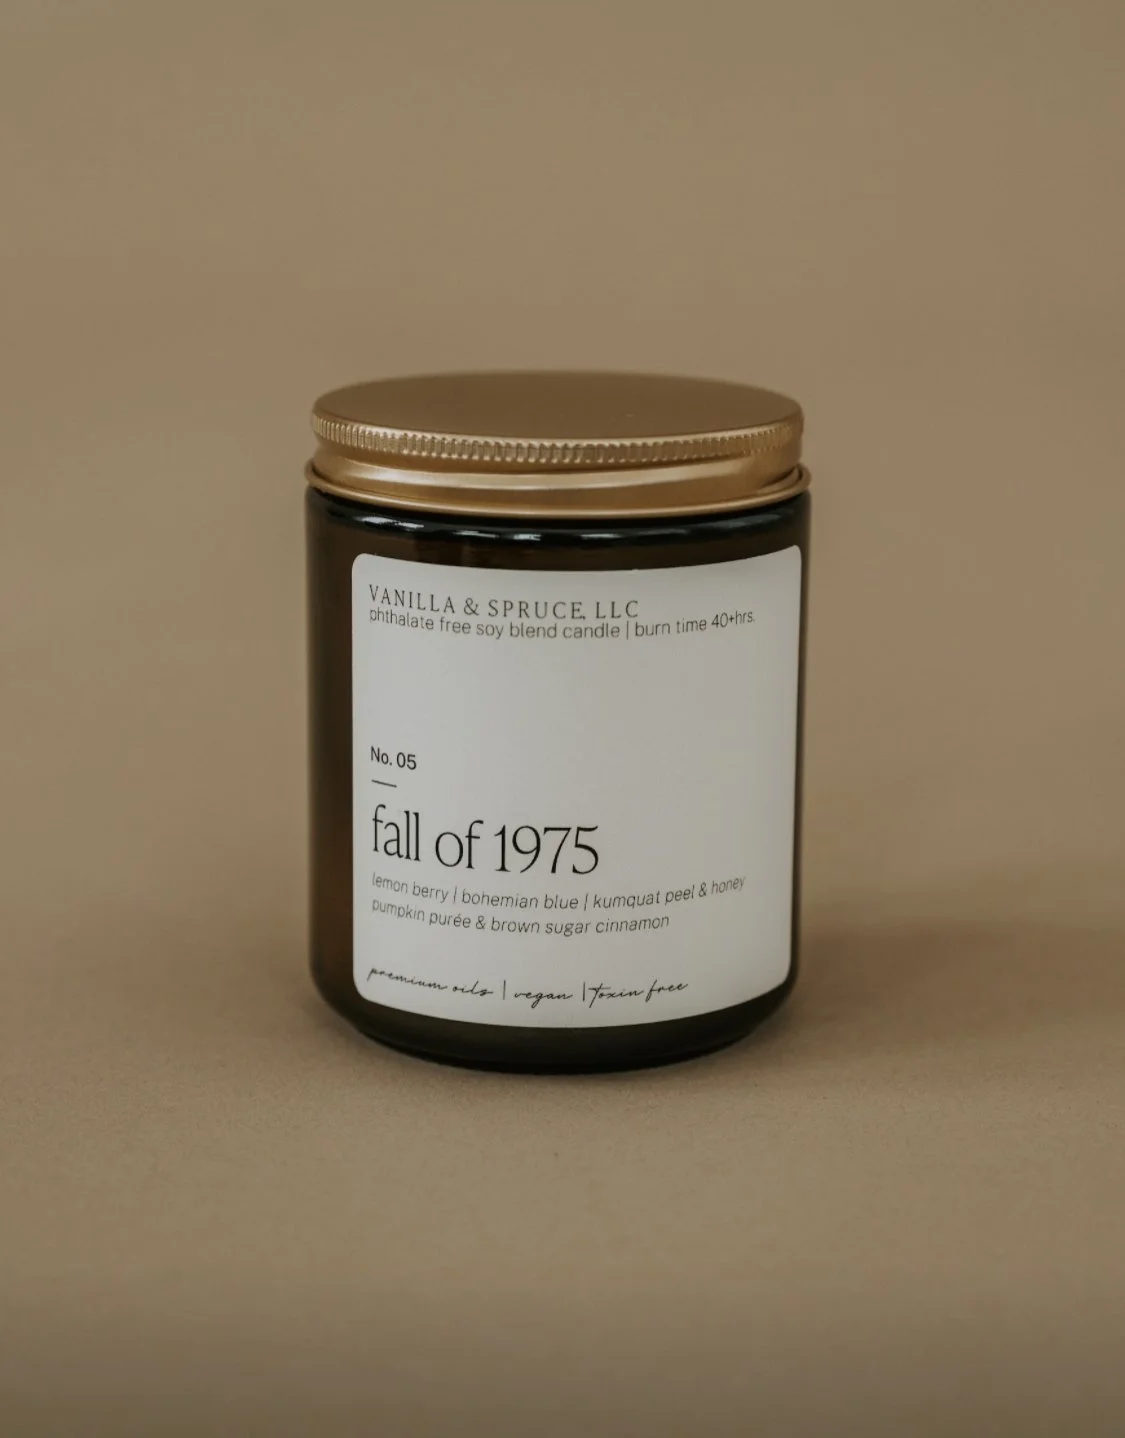 VANILLA & SPRUCE, LLC
phthalate free soy blend candle | burn time 40+hrs.
No. 05
fall of 1975
lemon berry | bohemian blue | kumquat peel & honey
pumpkin purée & brown sugar cinnamon
premium oils | vegan | toxin free